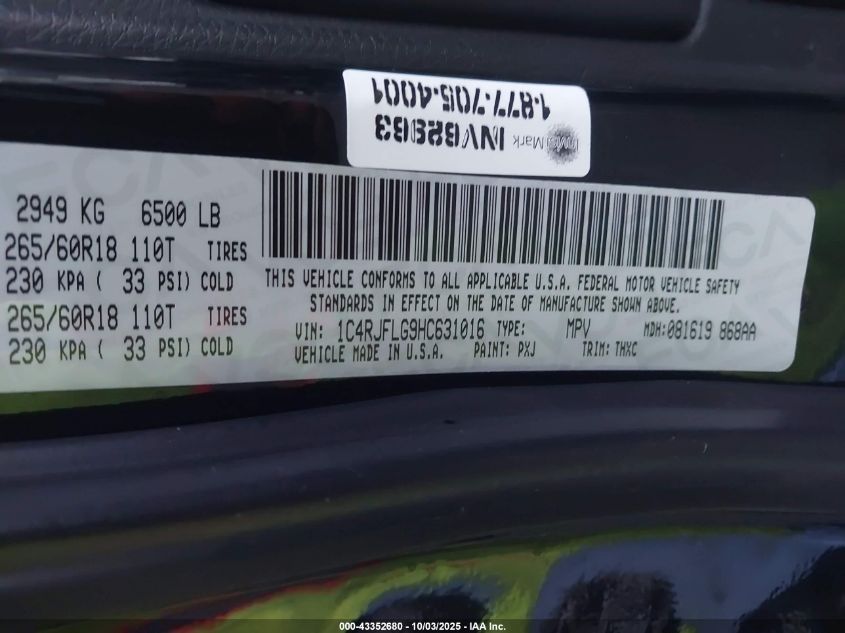 1-877-705-4001
INV62963
InvisiMark
2949 KG 6500 LB
265/60R18 110T TIRES
230 KPA ( 33 PSI) COLD
265/60R18 110T TIRES
230 KPA ( 33 PSI) COLD
THIS VEHICLE CONFORMS TO ALL APPLICABLE U.S.A. FEDERAL MOTOR VEHICLE SAFETY
STANDARDS IN EFFECT ON THE DATE OF MANUFACTURE SHOWN ABOVE.
VIN: 1C4RJFLG9HC631016 TYPE: MPV MDH:081619 868AA
VEHICLE MADE IN U.S.A. PAINT: PXJ TRIM: THXC
000-43352680 - 10/03/2025 - IAA Inc.